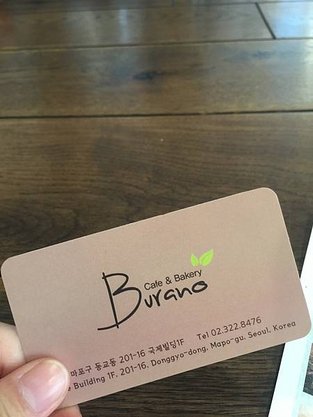 Cafe & Bakery
Burano
마포구 동교동 201-16 국제빌딩1F Tel 02.322.8476
Building 1F, 201-16, Donggyo-dong, Mapo-gu, Seoul, Korea